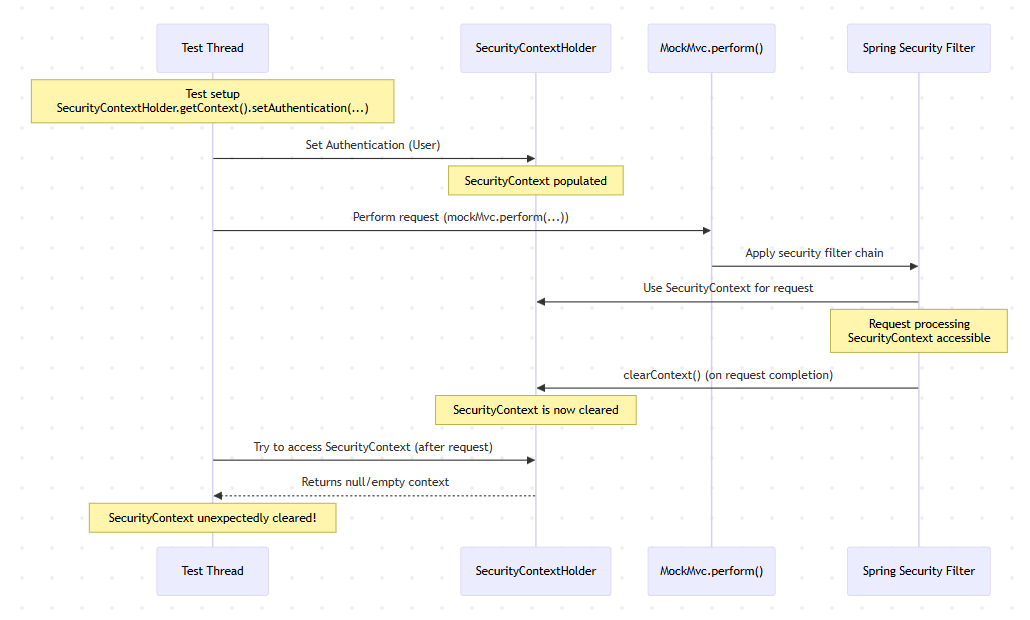 Test Thread
SecurityContextHolder
MockMvc.perform()
Spring Security Filter
Test setup
SecurityContextHolder.getContext().setAuthentication(...)
Set Authentication (User)
SecurityContext populated
Perform request (mockMvc.perform(...))
Apply security filter chain
Use SecurityContext for request
Request processing
SecurityContext accessible
clearContext() (on request completion)
SecurityContext is now cleared
Try to access SecurityContext (after request)
Returns null/empty context
SecurityContext unexpectedly cleared!
Test Thread
SecurityContextHolder
MockMvc.perform()
Spring Security Filter